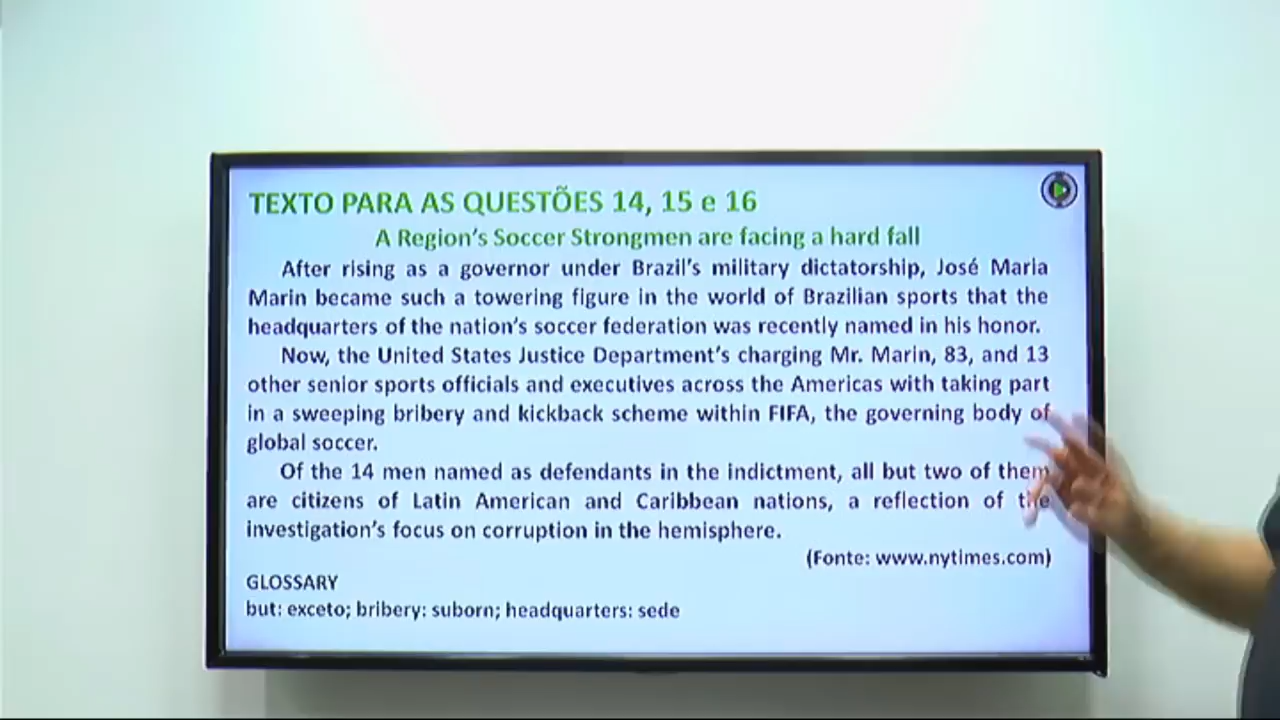 TEXTO PARA AS QUESTÕES 14, 15 e 16
A Region's Soccer Strongmen are facing a hard fall
After rising as a governor under Brazil's military dictatorship, José Maria
Marin became such a towering figure in the world of Brazilian sports that the
headquarters of the nation's soccer federation was recently named in his honor.
Now, the United States Justice Department's charging Mr. Marin, 83, and 13
other senior sports officials and executives across the Americas with taking part
in a sweeping bribery and kickback scheme within FIFA, the governing body of
global soccer.
Of the 14 men named as defendants in the indictment, all but two of them
are citizens of Latin American and Caribbean nations, a reflection of the
investigation's focus on corruption in the hemisphere.
(Fonte: www.nytimes.com)
GLOSSARY
but: exceto; bribery: suborn; headquarters: sede